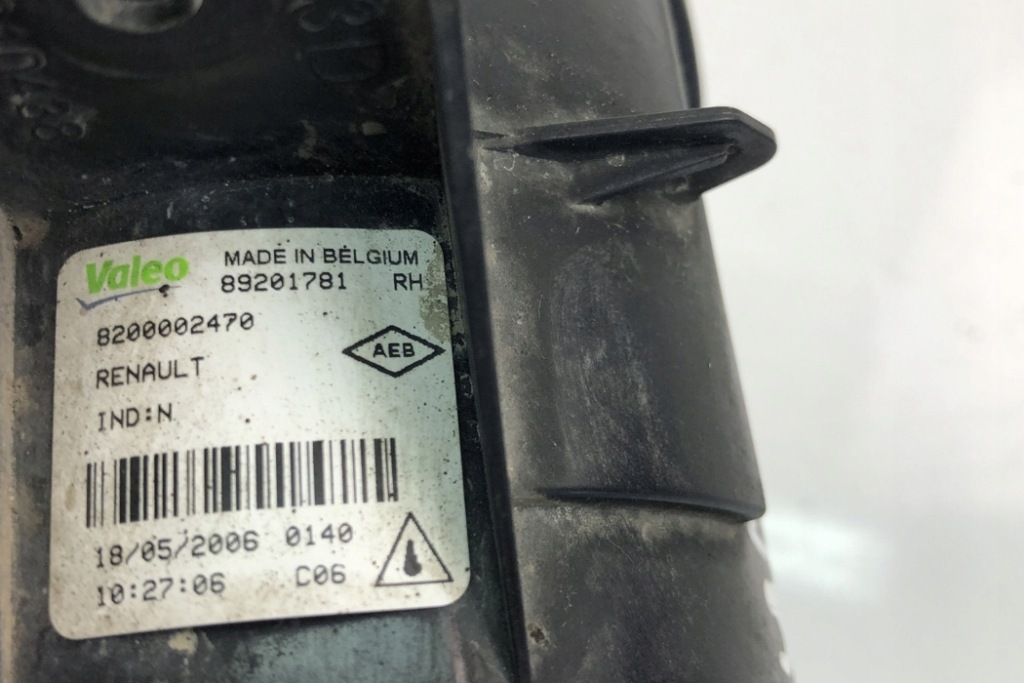 Valeo MADE IN BELGIUM
89201781 RH
8200002470
AEB
RENAULT
IND:N
18/05/2006 0140
10:27:06 C06